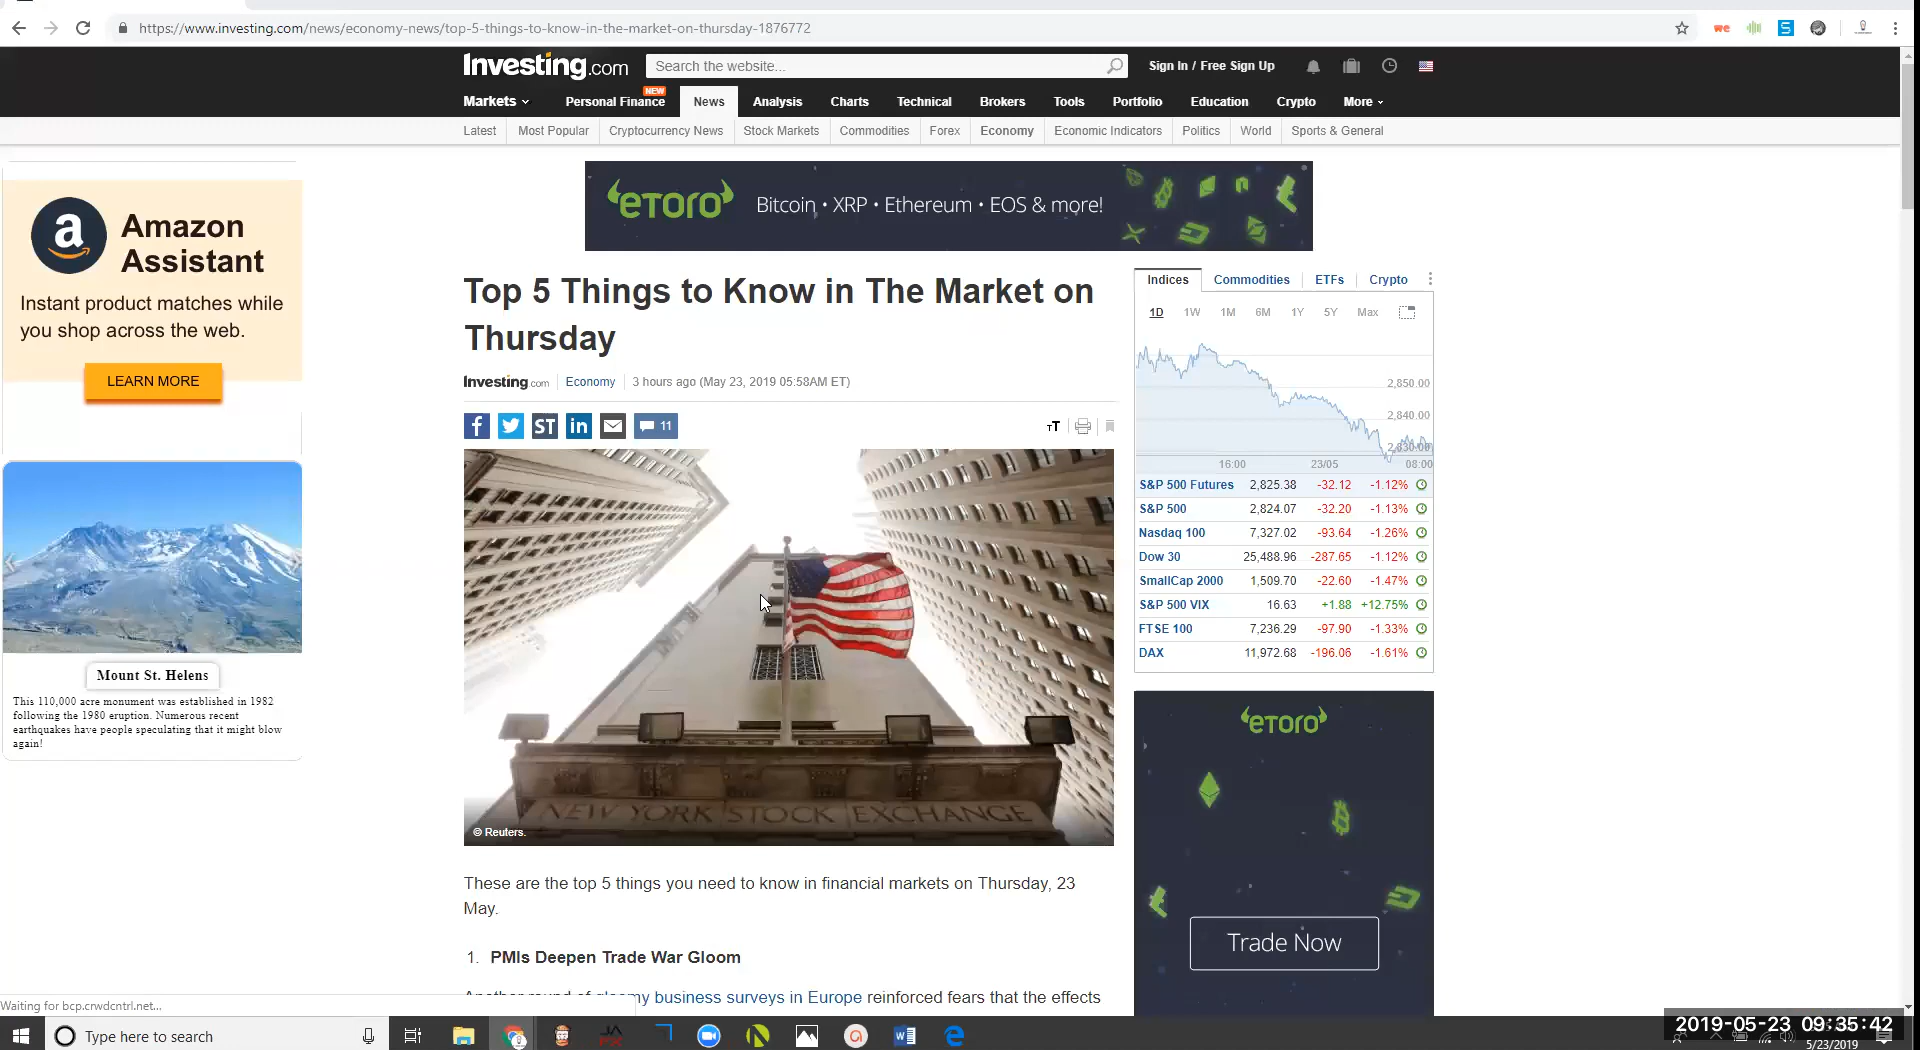 https://www.investing.com/news/economy-news/top-5-things-to-know-in-the-market-on-thursday-1876772
we
S
Investing.com
Search the website...
Sign In / Free Sign Up
Markets
Personal Finance
NEW
News
Analysis
Charts
Technical
Brokers
Tools
Portfolio
Education
Crypto
More
Latest
Most Popular
Cryptocurrency News
Stock Markets
Commodities
Forex
Economy
Economic Indicators
Politics
World
Sports & General
a
Amazon
Assistant
Instant product matches while
you shop across the web.
LEARN MORE
Mount St. Helens
This 110,000 acre monument was established in 1982
following the 1980 eruption. Numerous recent
earthquakes have people speculating that it might blow
again!
eToro
Bitcoin • XRP • Ethereum • EOS & more!
Top 5 Things to Know in The Market on
Thursday
Investing.com
Economy
3 hours ago (May 23, 2019 05:58AM ET)
f
ST
in
11
TT
NEW YORK STOCK EXCHANGE
© Reuters.
These are the top 5 things you need to know in financial markets on Thursday, 23
May.
1. PMIs Deepen Trade War Gloom
Another round of gloomy business surveys in Europe reinforced fears that the effects
Indices
Commodities
ETFs
Crypto
1D 1W 1M 6M 1Y 5Y Max
2,850.00
2,840.00
2,830.00
16:00 23/05 08:00
S&P 500 Futures 2,825.38 -32.12 -1.12%
S&P 500 2,824.07 -32.20 -1.13%
Nasdaq 100 7,327.02 -93.64 -1.26%
Dow 30 25,488.96 -287.65 -1.12%
SmallCap 2000 1,509.70 -22.60 -1.47%
S&P 500 VIX 16.63 +1.88 +12.75%
FTSE 100 7,236.29 -97.90 -1.33%
DAX 11,972.68 -196.06 -1.61%
eToro
Trade Now
Waiting for bcp.crwdcntrl.net...
Type here to search
2019-05-23 09:35:42
5/23/2019